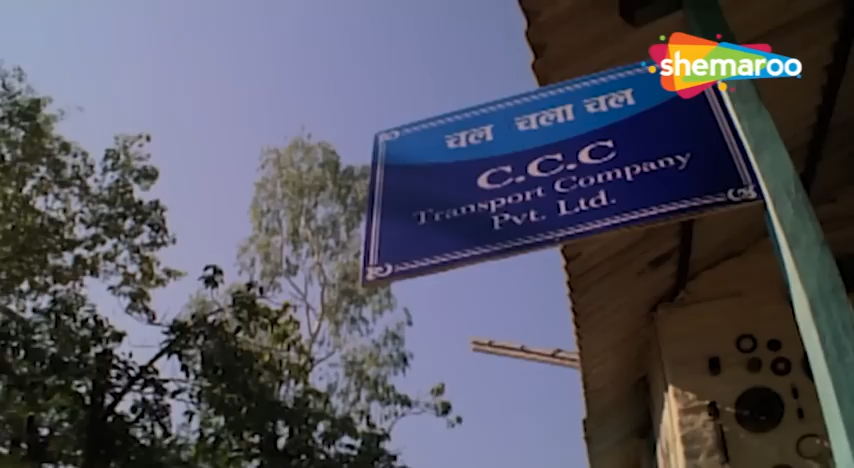 shemaroo
चल चला चल
C.C.C
Transport Company
Pvt. Ltd.